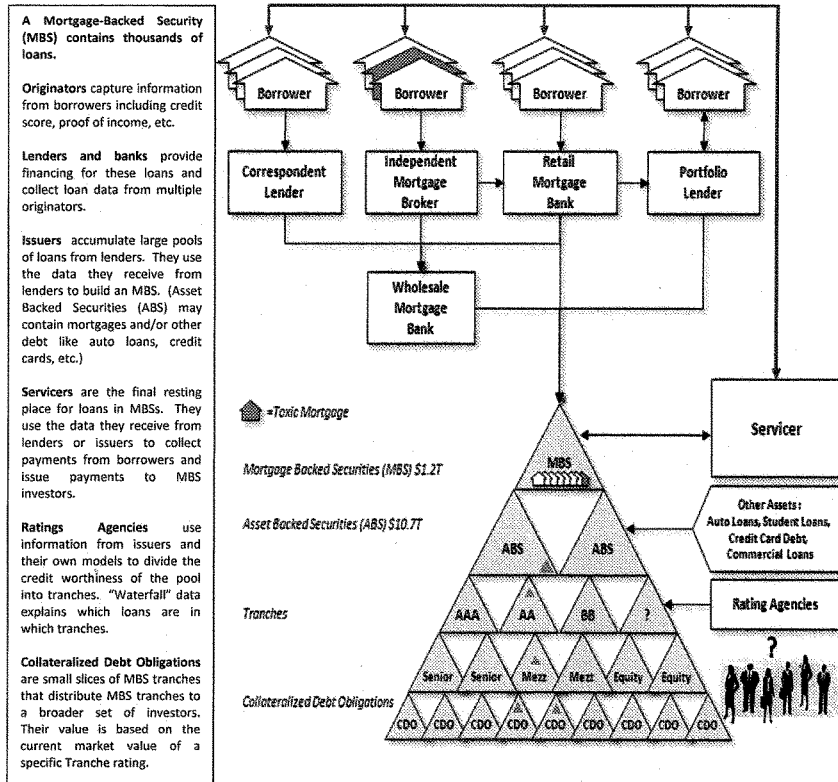 A Mortgage-Backed Security
(MBS) contains thousands of
loans.
Originators capture information
from borrowers including credit
score, proof of income, etc.
Lenders and banks provide
financing for these loans and
collect loan data from multiple
originators.
Issuers accumulate large pools
of loans from lenders. They use
the data they receive from
lenders to build an MBS. (Asset
Backed Securities (ABS) may
contain mortgages and/or other
debt like auto loans, credit
cards, etc.)
Servicers are the final resting
place for loans in MBSs. They
use the data they receive from
lenders or issuers to collect
payments from borrowers and
issue payments to MBS
investors.
Ratings Agencies use
information from issuers and
their own models to divide the
credit worthiness of the pool
into tranches. “Waterfall” data
explains which loans are in
which tranches.
Collateralized Debt Obligations
are small slices of MBS tranches
that distribute MBS tranches to
a broader set of investors.
Their value is based on the
current market value of a
specific Tranche rating.
Borrower Borrower Borrower Borrower
Correspondent
Lender
Independent
Mortgage
Broker
Retail
Mortgage
Bank
Portfolio
Lender
Wholesale
Mortgage
Bank
=Toxic Mortgage
Servicer
Mortgage Backed Securities (MBS) $1.2T
MBS
Asset Backed Securities (ABS) $10.7T
ABS ABS
Other Assets:
Auto Loans, Student Loans,
Credit Card Debt,
Commercial Loans
Tranches
AAA AA BB ?
Rating Agencies
?
Senior Senior Mezz Mezz Equity Equity
Collateralized Debt Obligations
CDO CDO CDO CDO CDO CDO CDO CDO